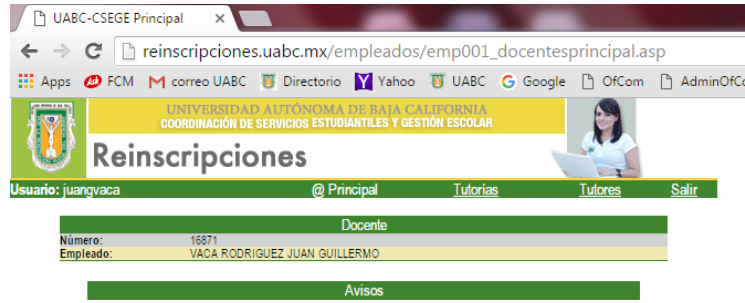 UABC-CSEGE Principal
reinscripciones.uabc.mx/empleados/emp001_docentesprincipal.asp
Apps FCM correo UABC Directorio Yahoo UABC Google OfCom AdminOfCo
UNIVERSIDAD AUTÓNOMA DE BAJA CALIFORNIA
COORDINACIÓN DE SERVICIOS ESTUDIANTILES Y GESTIÓN ESCOLAR
Reinscripciones
Usuario: juangvaca @ Principal Tutorías Tutores Salir
Docente
Número: 16871
Empleado: VACA RODRIGUEZ JUAN GUILLERMO
Avisos